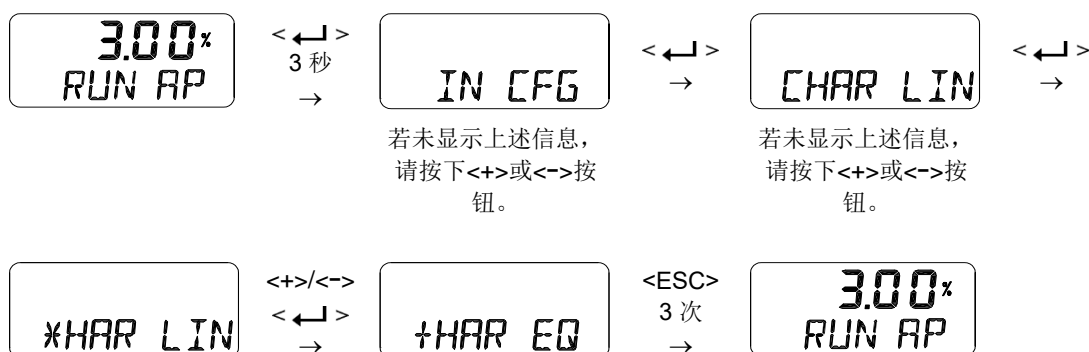 3.00%
RUN AP
<↵>
3 秒
→
IN CFG
若未显示上述信息，
请按下<+>或<->按
钮。
<↵>
→
CHAR LIN
若未显示上述信息，
请按下<+>或<->按
钮。
<↵>
→
*HAR LIN
<+>/<->
<↵>
→
+HAR EQ
<ESC>
3 次
→
3.00%
RUN AP